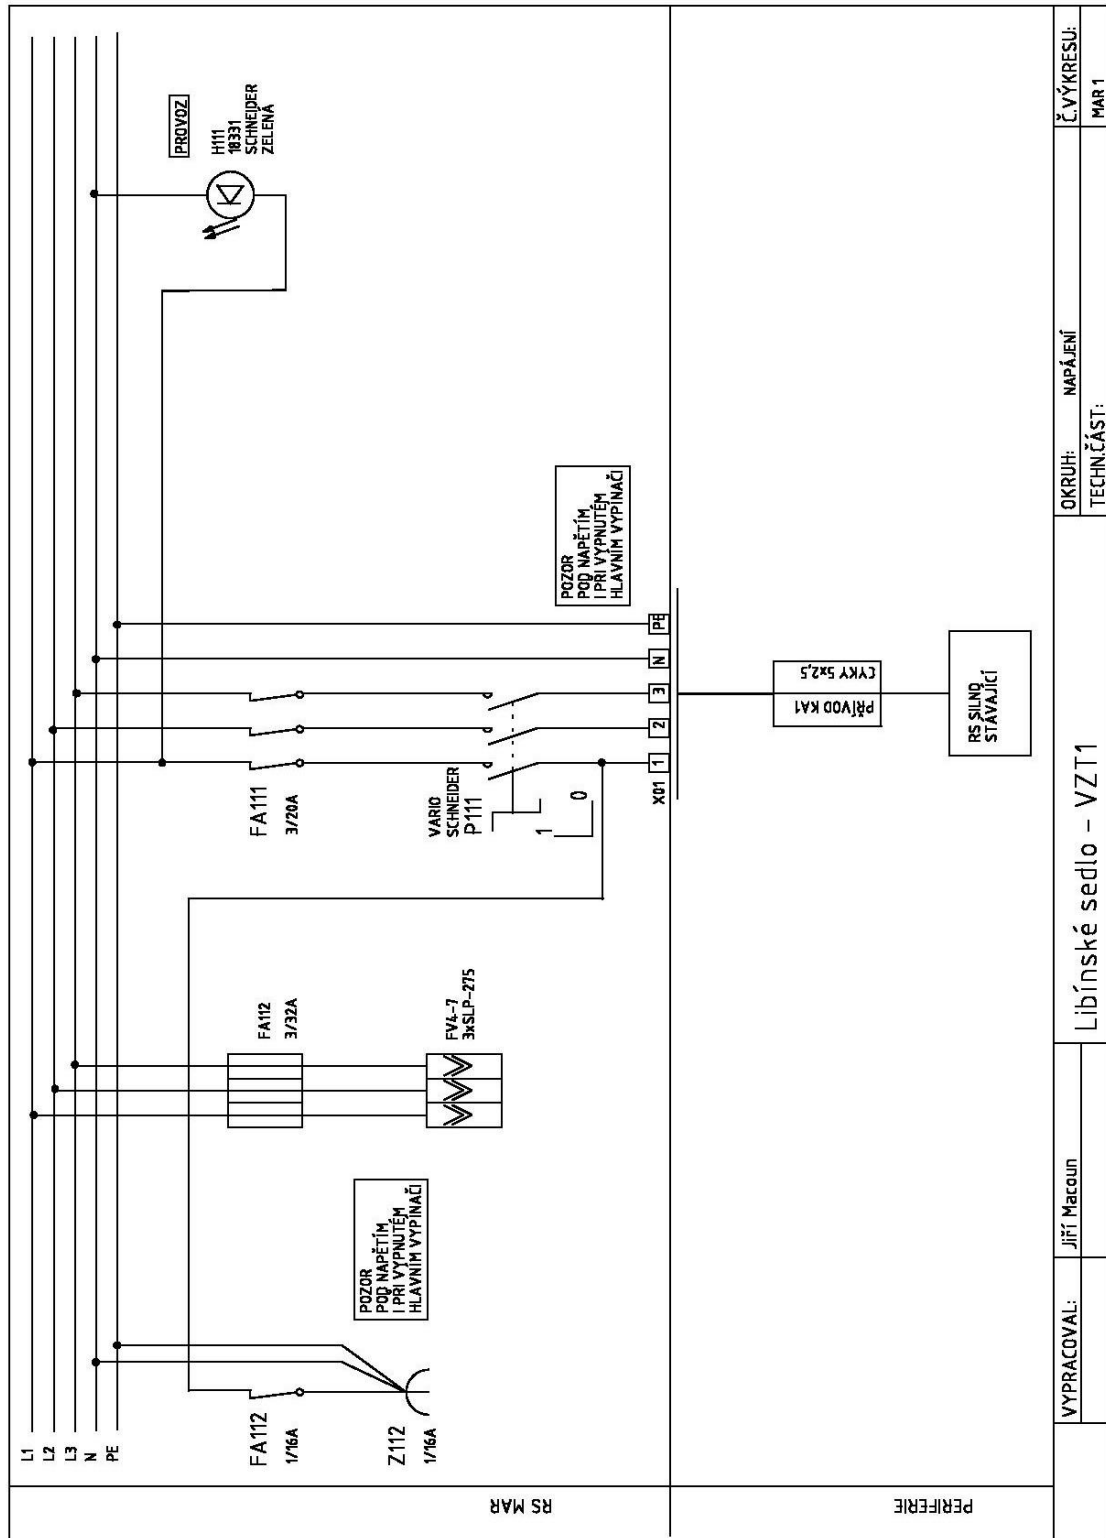 L1
L2
L3
N
PE
FA112
1/16A
Z112
1/16A
POZOR
POD NAPĚTÍM
I PŘI VYPNUTÉM
HLAVNÍM VYPÍNAČI
FA112
3/32A
FV4-7
3xSLP-275
FA111
3/20A
VARIO
SCHNEIDER
P111
1
0
X01
1
2
3
N
PE
POZOR
POD NAPĚTÍM
I PŘI VYPNUTÉM
HLAVNÍM VYPÍNAČI
PROVOZ
H111
18331
SCHNEIDER
ZELENÁ
RS MAR
PERIFERIE
PŘÍVOD KA1
CYKY 5x2,5
RS SILNO
STÁVAJÍCÍ
VYPRACOVAL:
Jiří Macoun
Libínské sedlo - VZT1
OKRUH: NAPÁJENÍ
TECHN.ČÁST:
Č.VÝKRESU:
MAR 1